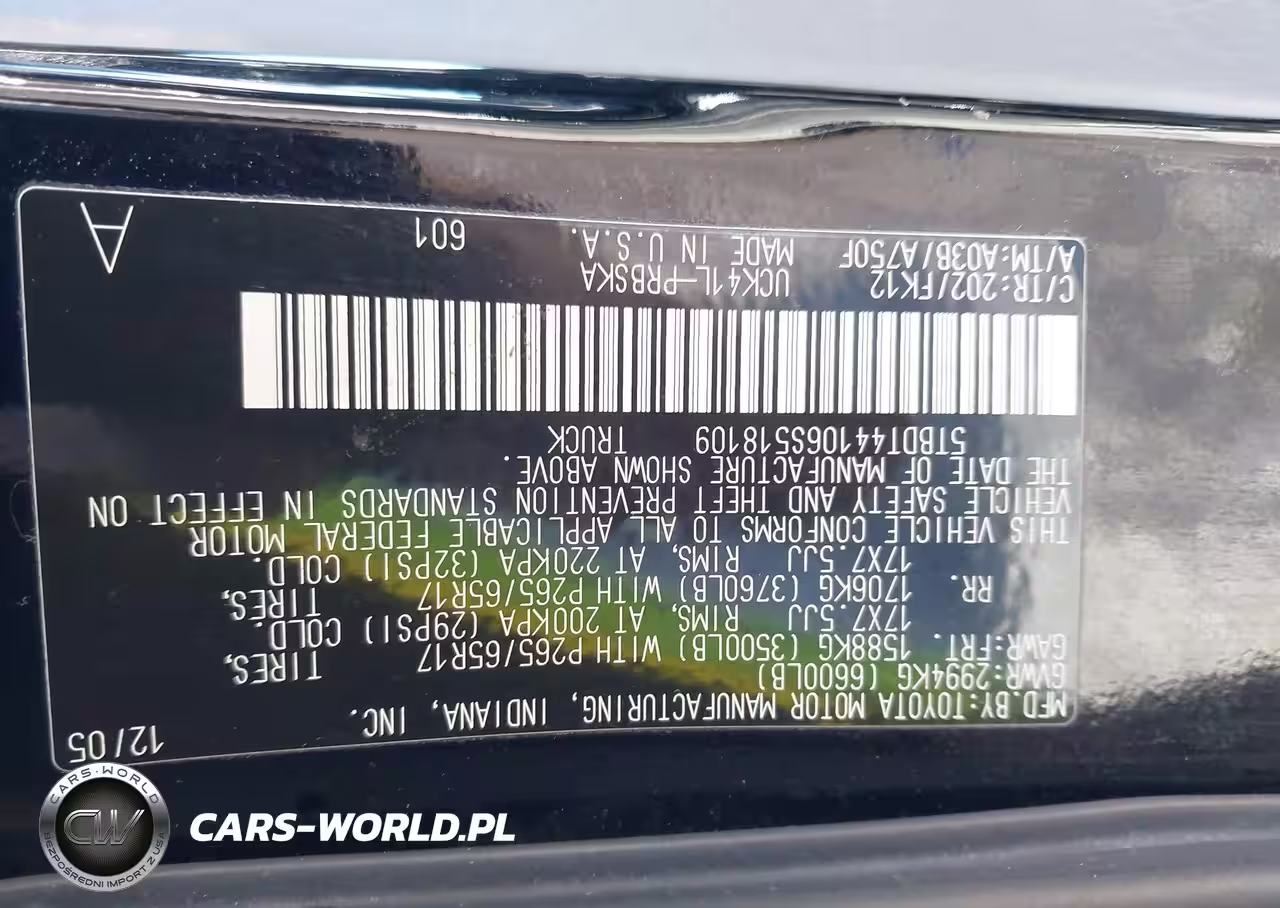 MFD.BY:TOYOTA MOTOR MANUFACTURING, INDIANA, INC. 12/05
GVWR:2994KG (6600LB)
GAWR:FRT. 1588KG (3500LB) WITH P265/65R17 TIRES,
17X7.5JJ RIMS, AT 200KPA (29PSI) COLD.
RR. 1706KG (3760LB) WITH P265/65R17 TIRES,
17X7.5JJ RIMS, AT 220KPA (32PSI) COLD.
THIS VEHICLE CONFORMS TO ALL APPLICABLE FEDERAL MOTOR
VEHICLE SAFETY AND THEFT PREVENTION STANDARDS IN EFFECT ON
THE DATE OF MANUFACTURE SHOWN ABOVE.
5TBDT44106S518109 TRUCK
C/TR:202/FK12 UCK41L-PRBSKA
A/TM:A03B/A750F MADE IN U.S.A. 601 A
CARS-WORLD
CW
BEZPOŚREDNI IMPORT Z USA
CARS-WORLD.PL